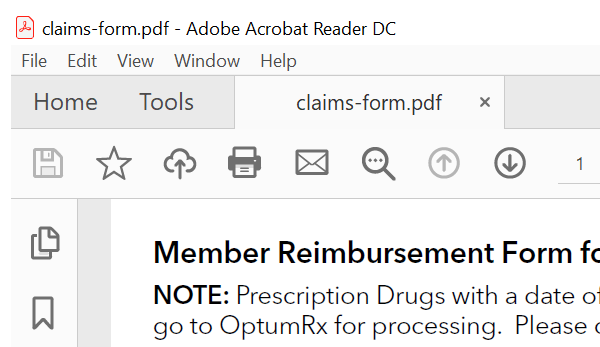 claims-form.pdf - Adobe Acrobat Reader DC
File Edit View Window Help
Home Tools claims-form.pdf ×
1
Member Reimbursement Form fo
NOTE: Prescription Drugs with a date of
go to OptumRx for processing. Please